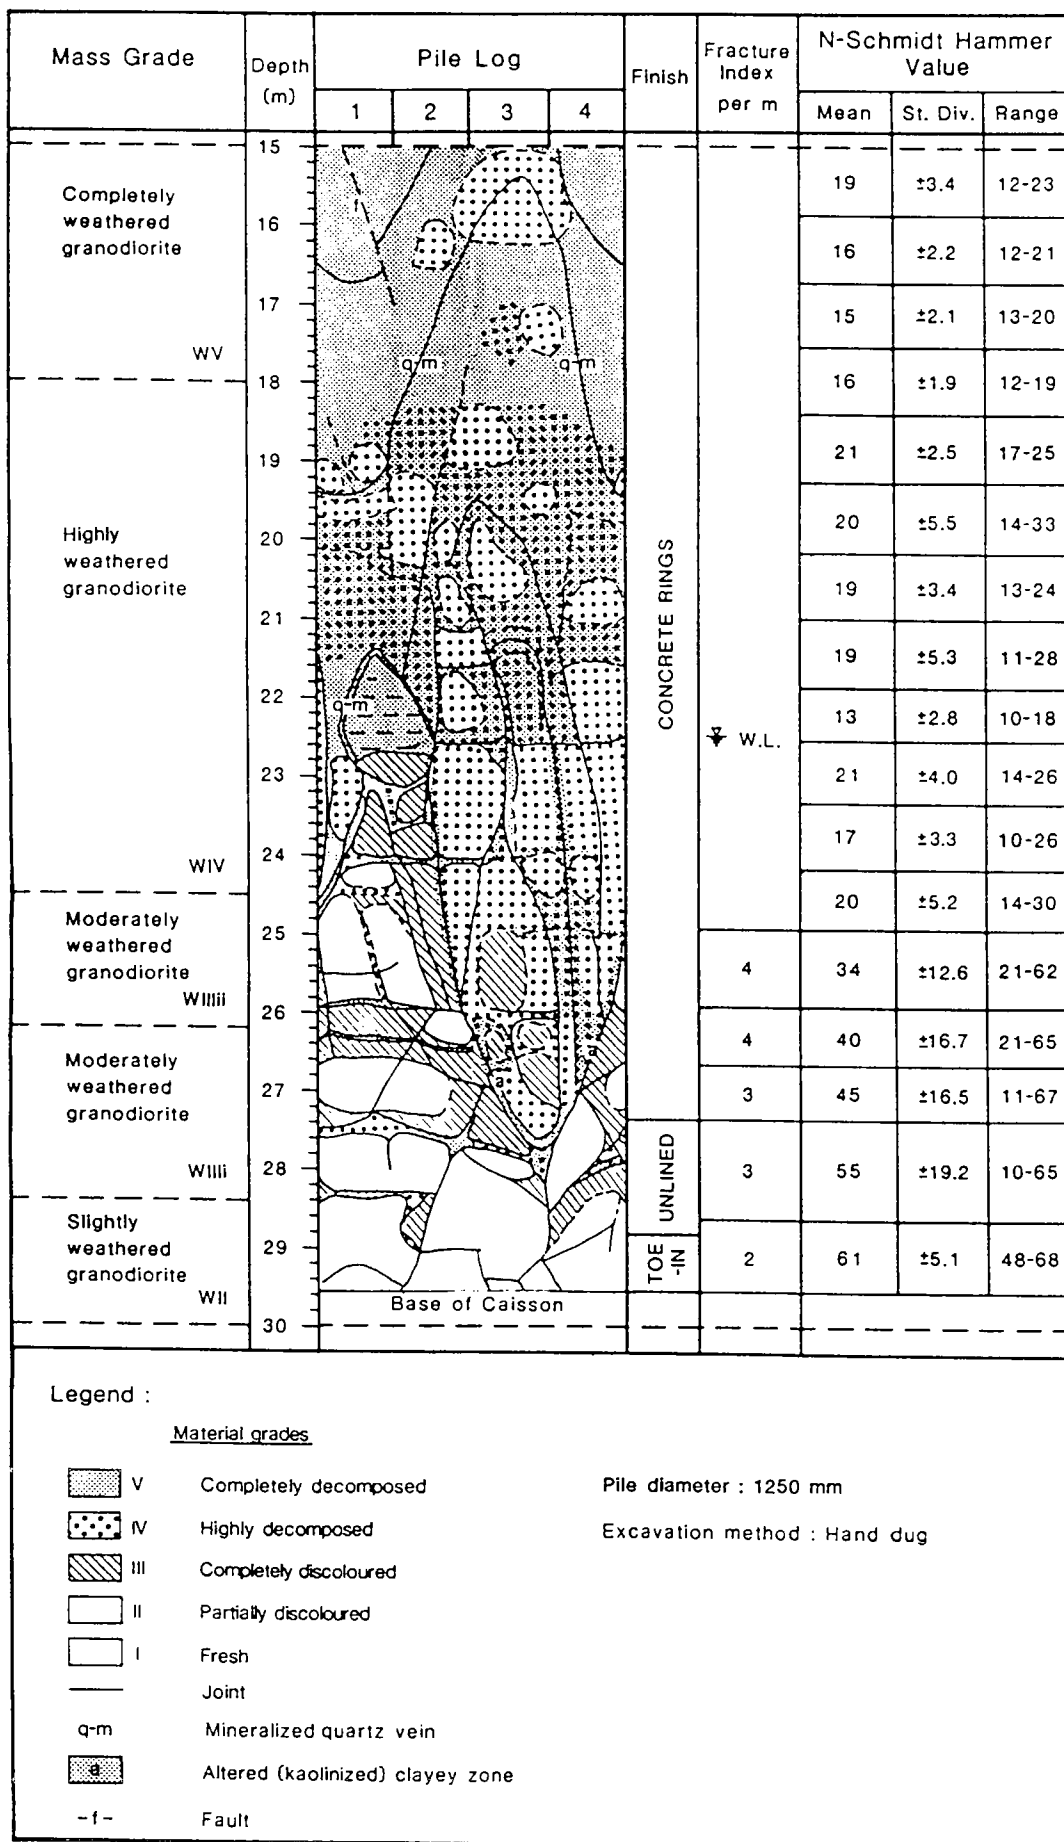 Mass Grade
Depth
(m)
Pile Log
1 2 3 4
Finish
Fracture
Index
per m
N-Schmidt Hammer
Value
Mean St. Div. Range
15
16
17
18
19
20
21
22
23
24
25
26
27
28
29
30
Completely
weathered
granodiorite
WV
Highly
weathered
granodiorite
WIV
Moderately
weathered
granodiorite
WIIIii
Moderately
weathered
granodiorite
WIIIi
Slightly
weathered
granodiorite
WII
q-m
q-m
q-m
a
a
Base of Caisson
CONCRETE RINGS
UNLINED
TOE
-IN
W.L.
19 ±3.4 12-23
16 ±2.2 12-21
15 ±2.1 13-20
16 ±1.9 12-19
21 ±2.5 17-25
20 ±5.5 14-33
19 ±3.4 13-24
19 ±5.3 11-28
13 ±2.8 10-18
21 ±4.0 14-26
17 ±3.3 10-26
20 ±5.2 14-30
4 34 ±12.6 21-62
4 40 ±16.7 21-65
3 45 ±16.5 11-67
3 55 ±19.2 10-65
2 61 ±5.1 48-68
Legend :
Material grades
V Completely decomposed
IV Highly decomposed
III Completely discoloured
II Partially discoloured
I Fresh
Joint
q-m Mineralized quartz vein
a Altered (kaolinized) clayey zone
-f- Fault
Pile diameter : 1250 mm
Excavation method : Hand dug